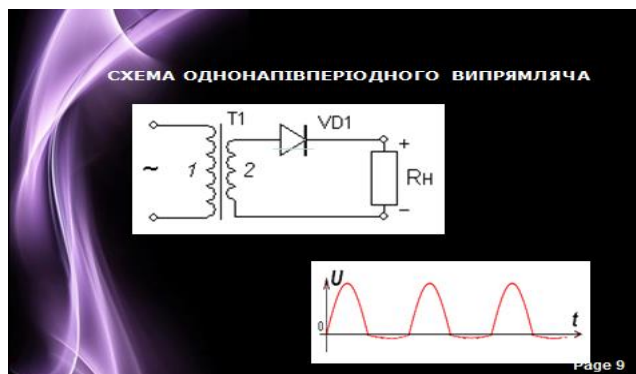 СХЕМА ОДНОНАПІВПЕРІОДНОГО ВИПРЯМЛЯЧА
T1 VD1
~ 1 2 + Rн
−
U
0 t
Page 9